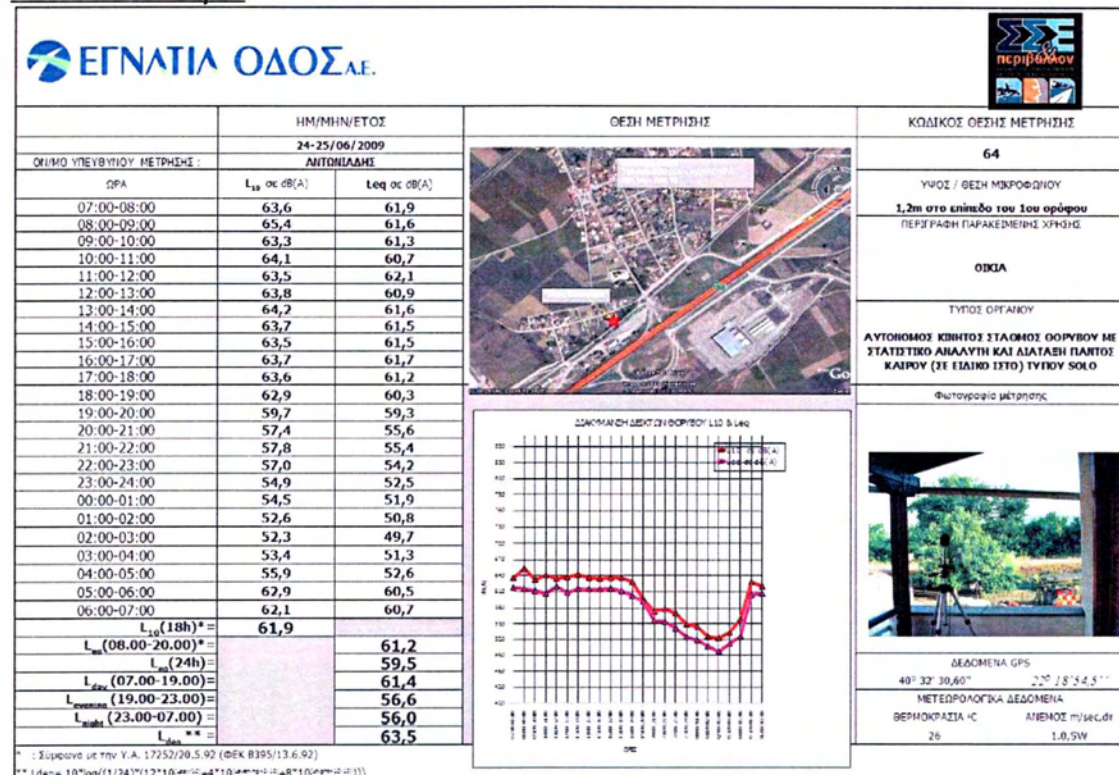 ΕΓΝΑΤΙΑ ΟΔΟΣ Α.Ε.
ΣΣΕ
&
περιβάλλον
ΗΜ/ΜΗΝ/ΕΤΟΣ
ΘΕΣΗ ΜΕΤΡΗΣΗΣ
ΚΩΔΙΚΟΣ ΘΕΣΗΣ ΜΕΤΡΗΣΗΣ
24-25/06/2009
64
ΟΝ/ΜΟ ΥΠΕΥΘΥΝΟΥ ΜΕΤΡΗΣΗΣ :
ΑΝΤΩΝΙΑΔΗΣ
ΩΡΑ L10 σε dB(A) Leq σε dB(A)
07:00-08:00 63,6 61,9
08:00-09:00 65,4 61,6
09:00-10:00 63,3 61,3
10:00-11:00 64,1 60,7
11:00-12:00 63,5 62,1
12:00-13:00 63,8 60,9
13:00-14:00 64,2 61,6
14:00-15:00 63,7 61,5
15:00-16:00 63,5 61,5
16:00-17:00 63,7 61,7
17:00-18:00 63,6 61,2
18:00-19:00 62,9 60,3
19:00-20:00 59,7 59,3
20:00-21:00 57,4 55,6
21:00-22:00 57,8 55,4
22:00-23:00 57,0 54,2
23:00-24:00 54,9 52,5
00:00-01:00 54,5 51,9
01:00-02:00 52,6 50,8
02:00-03:00 52,3 49,7
03:00-04:00 53,4 51,3
04:00-05:00 55,9 52,6
05:00-06:00 62,9 60,5
06:00-07:00 62,1 60,7
L10(18h)* = 61,9
Leq(08.00-20.00)* = 61,2
Leq(24h)= 59,5
Lday (07.00-19.00)= 61,4
Levening (19.00-23.00)= 56,6
Lnight (23.00-07.00) = 56,0
Lden ** = 63,5
* : Σύμφωνα με την Υ.Α. 17252/20.5.92 (ΦΕΚ Β395/13.6.92)
** Lden= 10*log((1/24)*(12*10
Go
ΔΙΑΚΥΜΑΝΣΗ ΔΕΙΚΤΩΝ ΘΟΡΥΒΟΥ L10 & Leq
L10 σε dB(A)
Leq σε dB(A)
ΥΨΟΣ / ΘΕΣΗ ΜΙΚΡΟΦΩΝΟΥ
1,2m στο επίπεδο του 1ου ορόφου
ΠΕΡΙΓΡΑΦΗ ΠΑΡΑΚΕΙΜΕΝΗΣ ΧΡΗΣΗΣ
ΟΙΚΙΑ
ΤΥΠΟΣ ΟΡΓΑΝΟΥ
ΑΥΤΟΝΟΜΟΣ ΚΙΝΗΤΟΣ ΣΤΑΘΜΟΣ ΘΟΡΥΒΟΥ ΜΕ
ΣΤΑΤΙΣΤΙΚΟ ΑΝΑΛΥΤΗ ΚΑΙ ΔΙΑΤΑΞΗ ΠΑΝΤΟΣ
ΚΑΙΡΟΥ (ΣΕ ΕΙΔΙΚΟ ΙΣΤΟ) ΤΥΠΟΥ SOLO
Φωτογραφία μέτρησης
ΔΕΔΟΜΕΝΑ GPS
40° 32' 30,60" 22° 18'54,5''
ΜΕΤΕΩΡΟΛΟΓΙΚΑ ΔΕΔΟΜΕΝΑ
ΘΕΡΜΟΚΡΑΣΙΑ °C ΑΝΕΜΟΣ m/sec,dr
26 1.0,SW